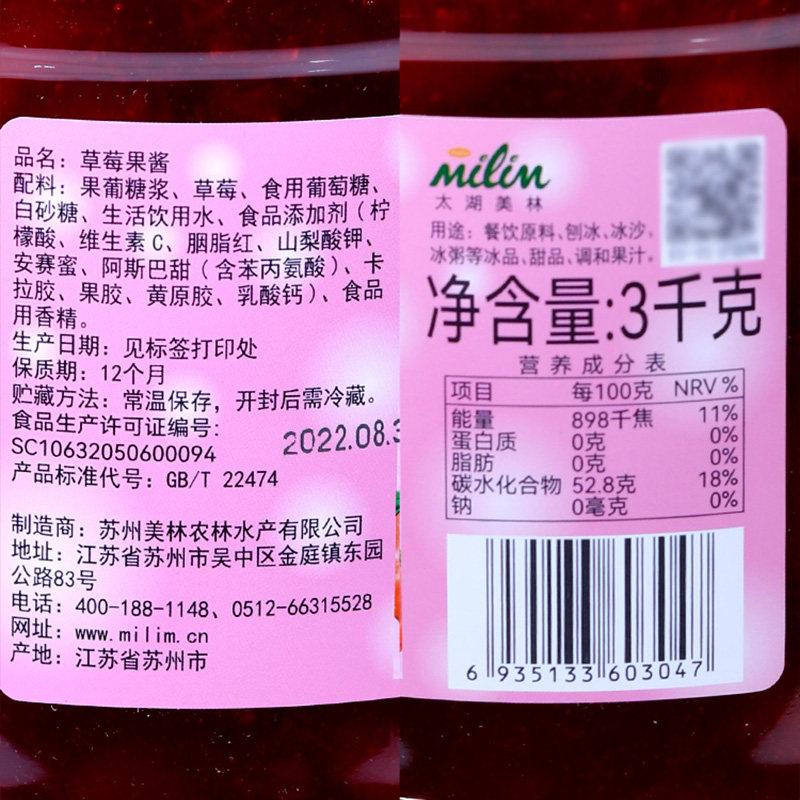 品名：草莓果酱
配料：果葡糖浆、草莓、食用葡萄糖、
白砂糖、生活饮用水、食品添加剂（柠
檬酸、维生素C、胭脂红、山梨酸钾、
安赛蜜、阿斯巴甜（含苯丙氨酸）、卡
拉胶、果胶、黄原胶、乳酸钙）、食品
用香精。
生产日期：见标签打印处
保质期：12个月
贮藏方法：常温保存，开封后需冷藏。
食品生产许可证编号：
SC10632050600094
2022.08.3
产品标准代号：GB/T 22474
制造商：苏州美林农林水产有限公司
地址：江苏省苏州市吴中区金庭镇东园
公路83号
电话：400-188-1148、0512-66315528
网址：www.milim.cn
产地：江苏省苏州市
milin
太湖美林
用途：餐饮原料、刨冰、冰沙、
冰粥等冰品、甜品、调和果汁。
净含量:3千克
营养成分表
项目 每100克 NRV%
能量 898千焦 11%
蛋白质 0克 0%
脂肪 0克 0%
碳水化合物 52.8克 18%
钠 0毫克 0%
6 935133 603047